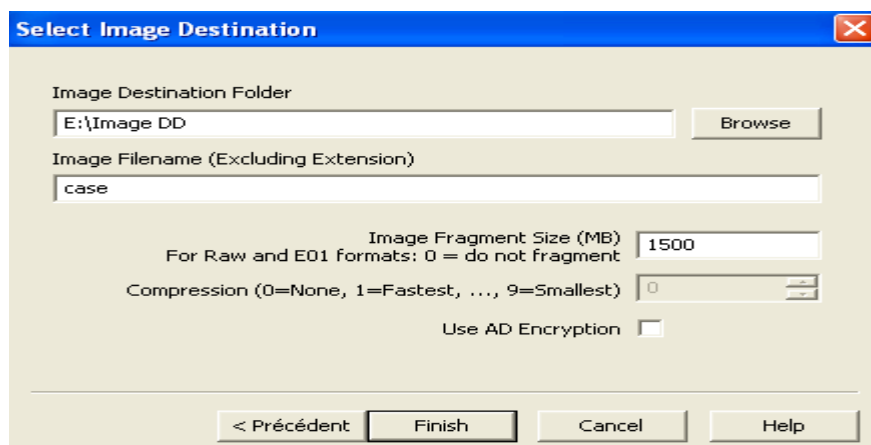 Select Image Destination
Image Destination Folder
E:\Image DD
Browse
Image Filename (Excluding Extension)
case
Image Fragment Size (MB)
For Raw and E01 formats: 0 = do not fragment
1500
Compression (0=None, 1=Fastest, ..., 9=Smallest)
0
Use AD Encryption
< Précédent
Finish
Cancel
Help